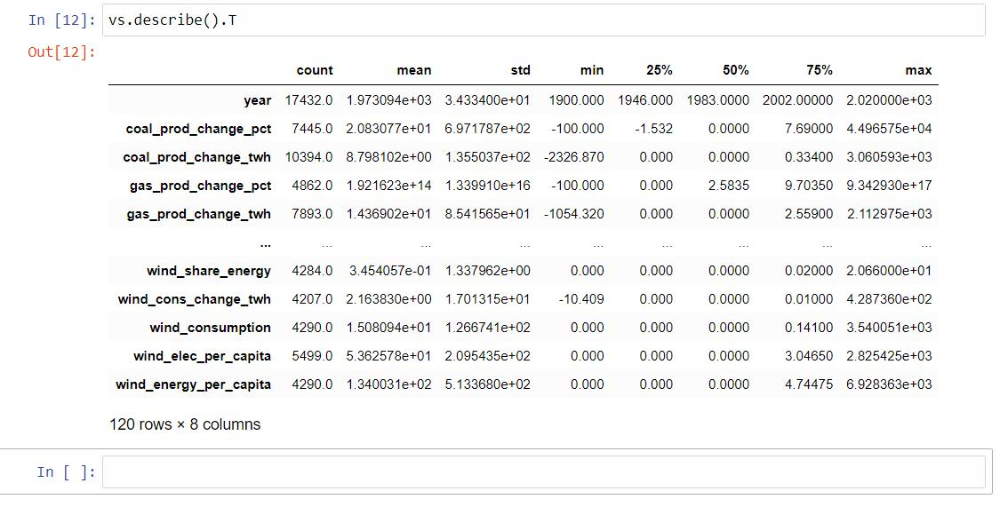 In [12]: vs.describe().T
Out[12]:
count mean std min 25% 50% 75% max
year 17432.0 1.973094e+03 3.433400e+01 1900.000 1946.000 1983.0000 2002.00000 2.020000e+03
coal_prod_change_pct 7445.0 2.083077e+01 6.971787e+02 -100.000 -1.532 0.0000 7.69000 4.496575e+04
coal_prod_change_twh 10394.0 8.798102e+00 1.355037e+02 -2326.870 0.000 0.0000 0.33400 3.060593e+03
gas_prod_change_pct 4862.0 1.921623e+14 1.339910e+16 -100.000 0.000 2.5835 9.70350 9.342930e+17
gas_prod_change_twh 7893.0 1.436902e+01 8.541565e+01 -1054.320 0.000 0.0000 2.55900 2.112975e+03
... ... ... ... ... ... ... ... ...
wind_share_energy 4284.0 3.454057e-01 1.337962e+00 0.000 0.000 0.0000 0.02000 2.066000e+01
wind_cons_change_twh 4207.0 2.163830e+00 1.701315e+01 -10.409 0.000 0.0000 0.01000 4.287360e+02
wind_consumption 4290.0 1.508094e+01 1.266741e+02 0.000 0.000 0.0000 0.14100 3.540051e+03
wind_elec_per_capita 5499.0 5.362578e+01 2.095435e+02 0.000 0.000 0.0000 3.04650 2.825425e+03
wind_energy_per_capita 4290.0 1.340031e+02 5.133680e+02 0.000 0.000 0.0000 4.74475 6.928363e+03
120 rows × 8 columns
In [ ]: